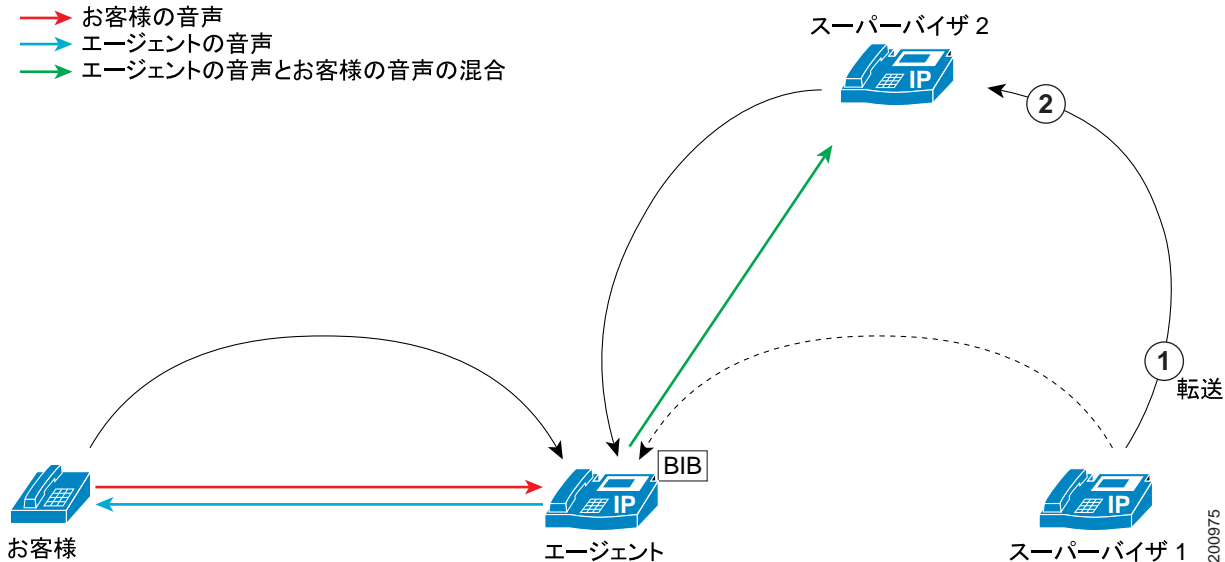 お客様の音声
エージェントの音声
エージェントの音声とお客様の音声の混合
スーパーバイザ 2
IP
2
1
転送
BIB
IP
IP
お客様
エージェント
スーパーバイザ 1
200975